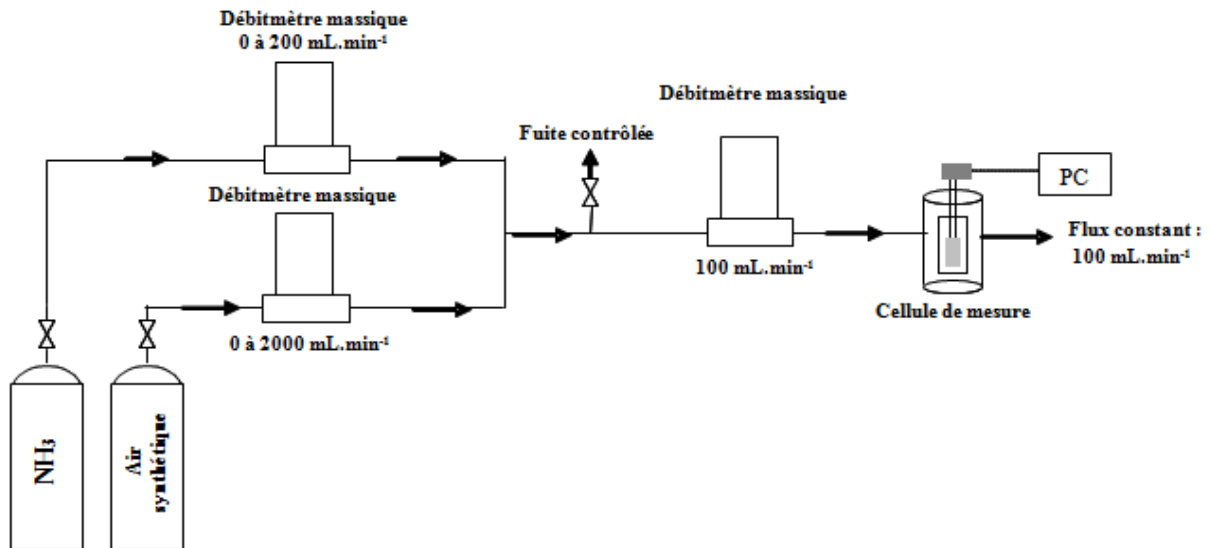 Débitmètre massique
0 à 200 mL.min⁻¹
Débitmètre massique
Fuite contrôlée
Débitmètre massique
PC
Flux constant :
100 mL.min⁻¹
100 mL.min⁻¹
Cellule de mesure
0 à 2000 mL.min⁻¹
NH₃
Air
synthétique